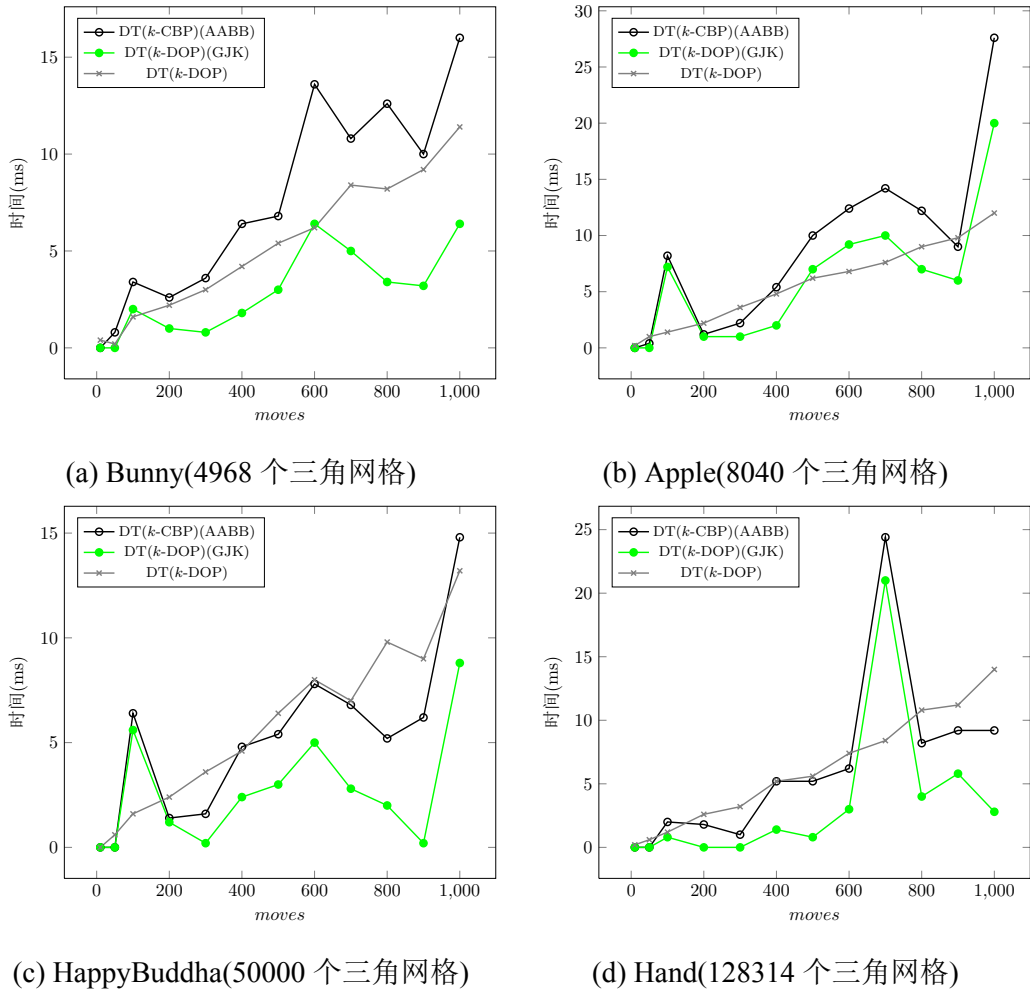 DT(k-CBP)(AABB)
DT(k-DOP)(GJK)
DT(k-DOP)
15
10
5
0
时间(ms)
0 200 400 600 800 1,000
moves
(a) Bunny(4968 个三角网格)
DT(k-CBP)(AABB)
DT(k-DOP)(GJK)
DT(k-DOP)
30
25
20
15
10
5
0
时间(ms)
0 200 400 600 800 1,000
moves
(b) Apple(8040 个三角网格)
DT(k-CBP)(AABB)
DT(k-DOP)(GJK)
DT(k-DOP)
15
10
5
0
时间(ms)
0 200 400 600 800 1,000
moves
(c) HappyBuddha(50000 个三角网格)
DT(k-CBP)(AABB)
DT(k-DOP)(GJK)
DT(k-DOP)
25
20
15
10
5
0
时间(ms)
0 200 400 600 800 1,000
moves
(d) Hand(128314 个三角网格)